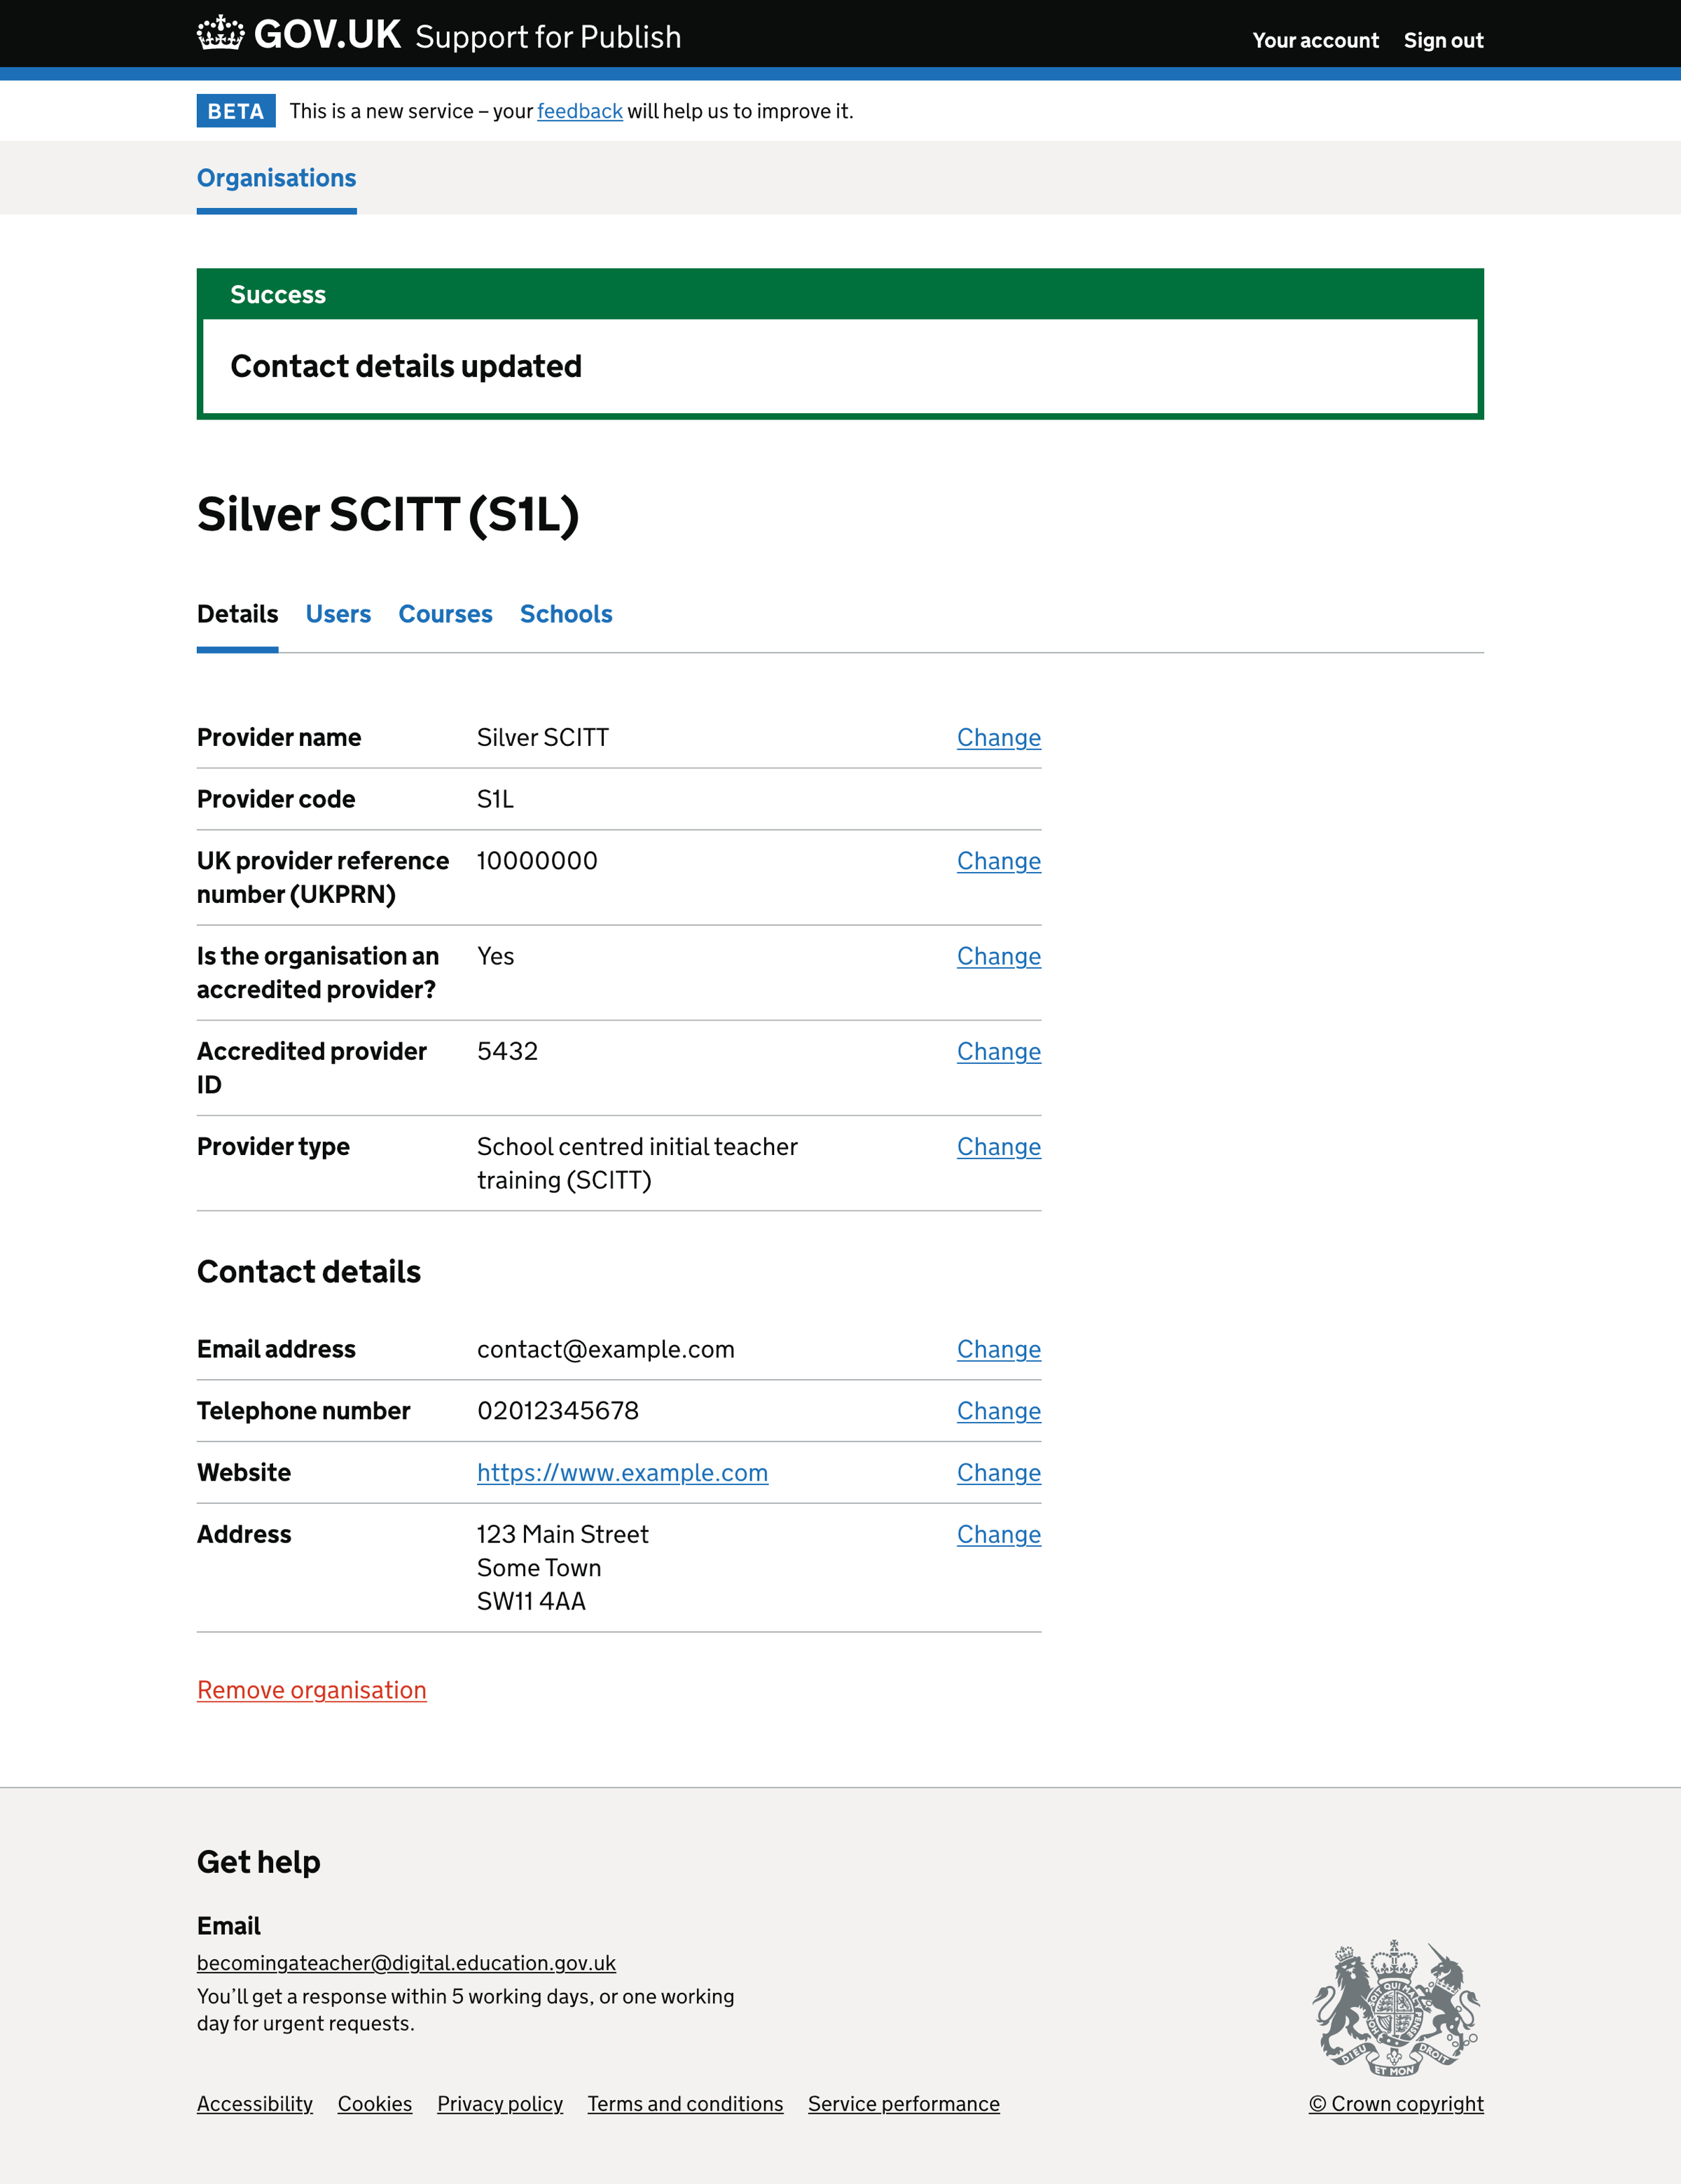 GOV.UK Support for Publish
Your account Sign out
BETA This is a new service – your feedback will help us to improve it.
Organisations
Success
Contact details updated
Silver SCITT (S1L)
Details Users Courses Schools
Provider name Silver SCITT Change
Provider code S1L
UK provider reference 10000000 Change
number (UKPRN)
Is the organisation an Yes Change
accredited provider?
Accredited provider 5432 Change
ID
Provider type School centred initial teacher Change
training (SCITT)
Contact details
Email address contact@example.com Change
Telephone number 02012345678 Change
Website https://www.example.com Change
Address 123 Main Street Change
Some Town
SW11 4AA
Remove organisation
Get help
Email
becomingateacher@digital.education.gov.uk
You’ll get a response within 5 working days, or one working
day for urgent requests.
DIEU ET MON DROIT
Accessibility Cookies Privacy policy Terms and conditions Service performance
© Crown copyright